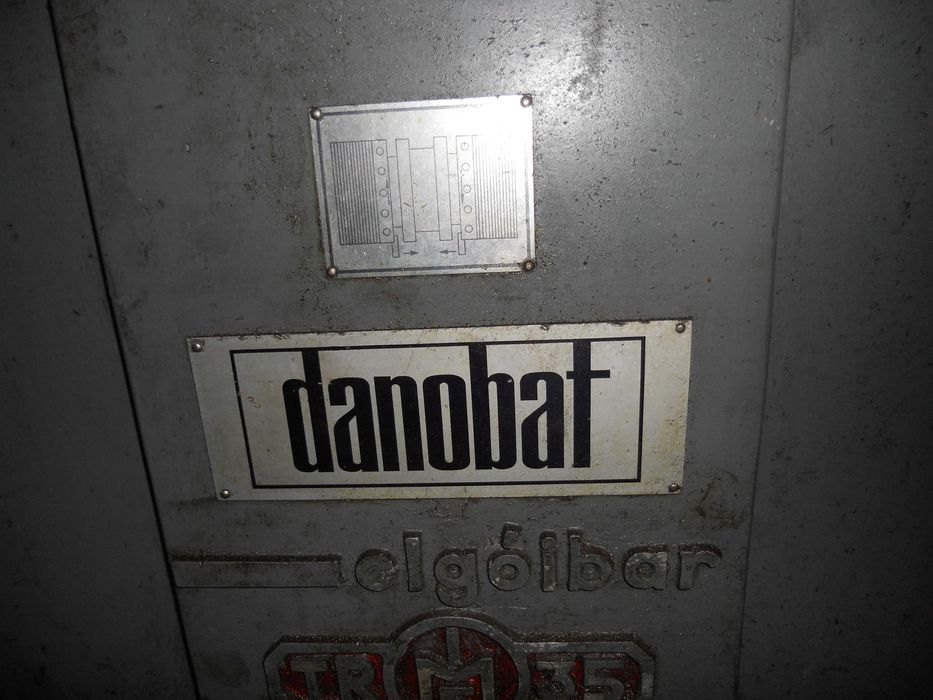 danobat
elgóibar
TR 35